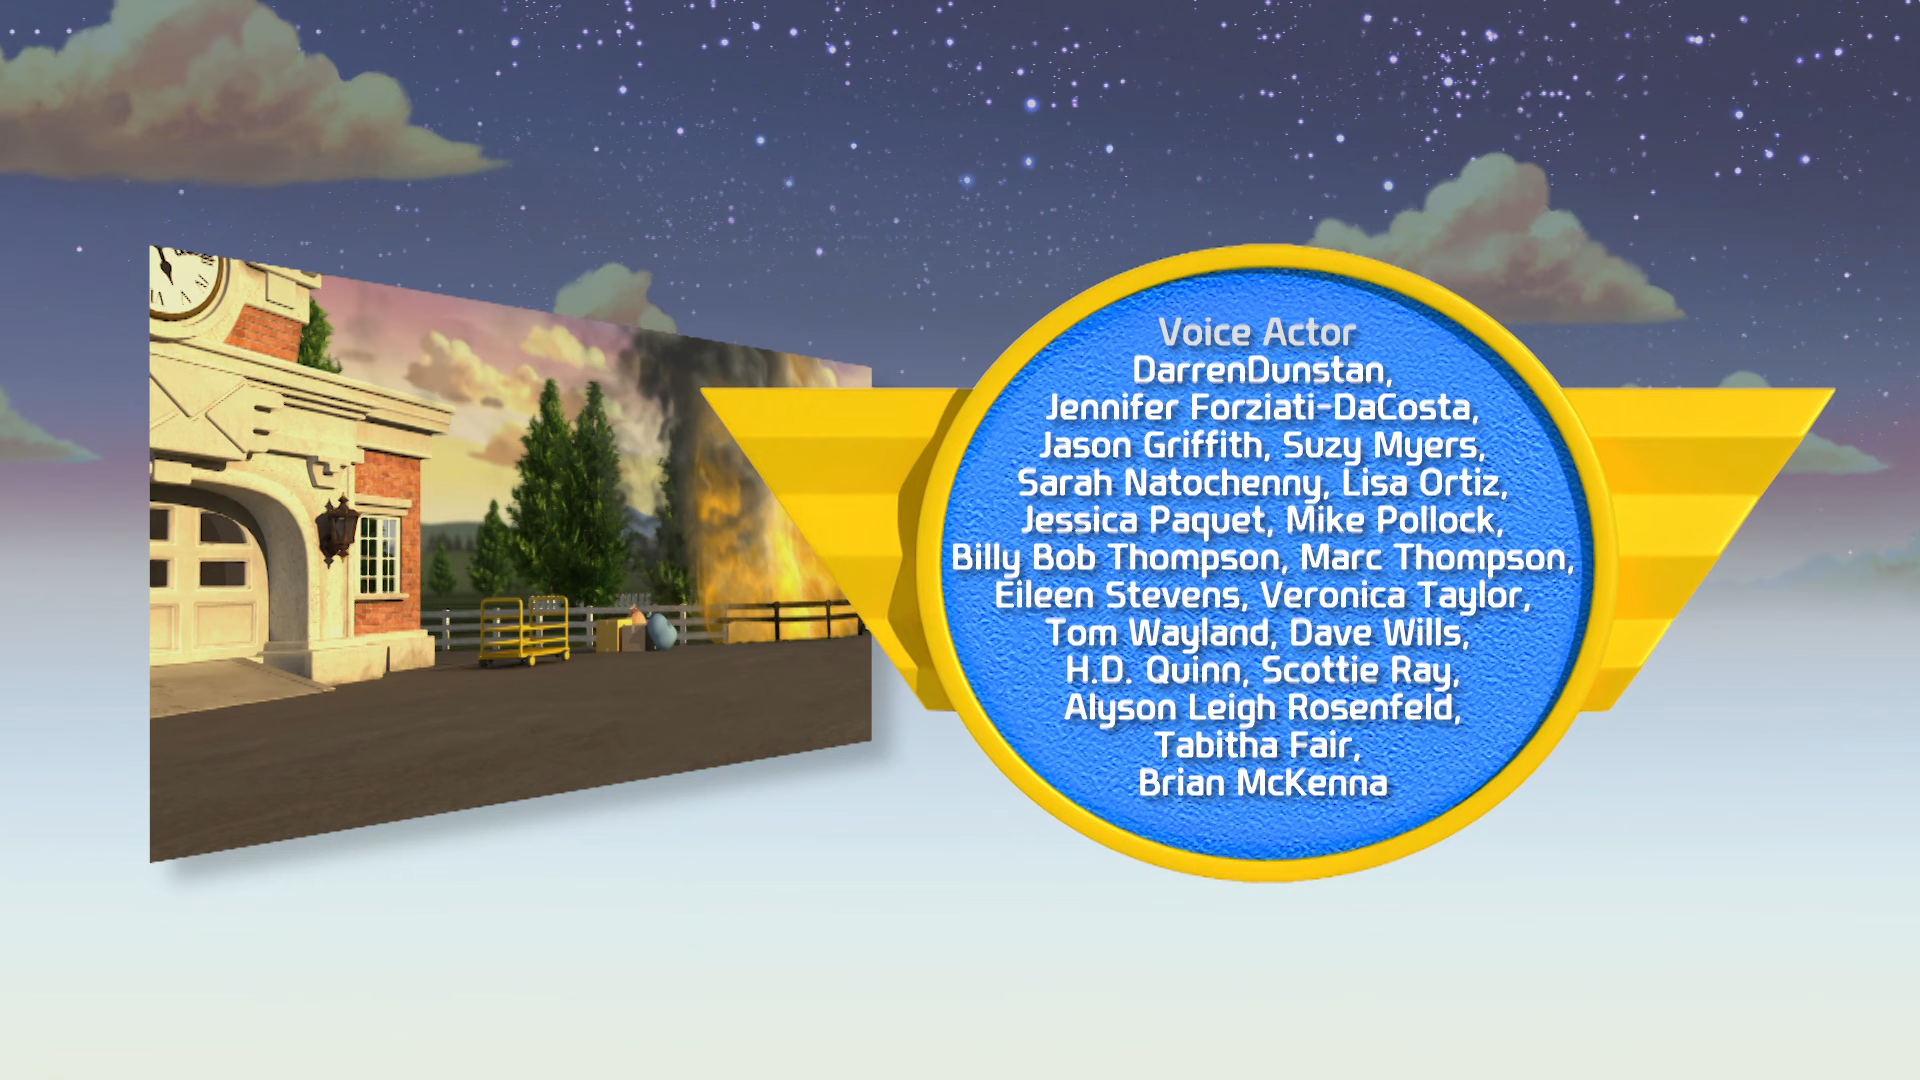 Voice Actor
DarrenDunstan,
Jennifer Forziati-DaCosta,
Jason Griffith, Suzy Myers,
Sarah Natochenny, Lisa Ortiz,
Jessica Paquet, Mike Pollock,
Billy Bob Thompson, Marc Thompson,
Eileen Stevens, Veronica Taylor,
Tom Wayland, Dave Wills,
H.D. Quinn, Scottie Ray,
Alyson Leigh Rosenfeld,
Tabitha Fair,
Brian McKenna